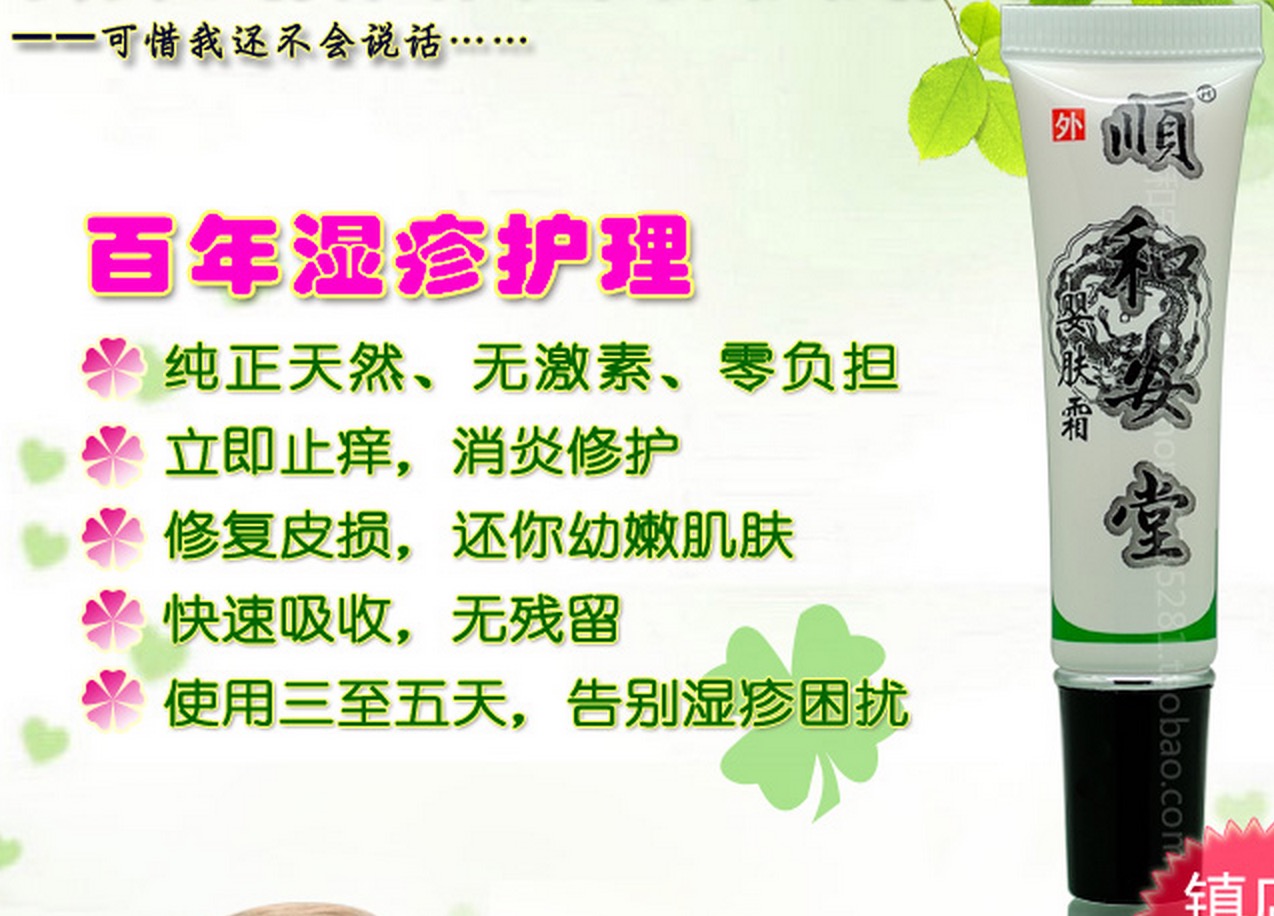 ——可惜我还不会说话……
百年湿疹护理
纯正天然、无激素、零负担
立即止痒，消炎修护
修复皮损，还你幼嫩肌肤
快速吸收，无残留
使用三至五天，告别湿疹困扰
外
順和安堂
婴肤霜
镇